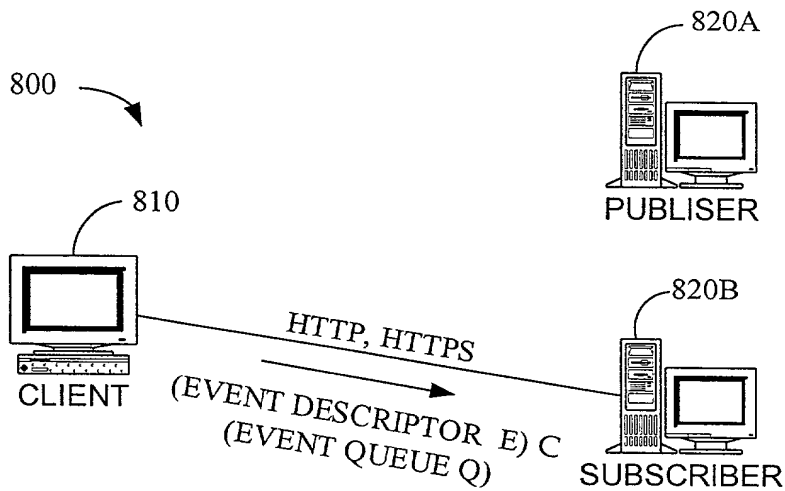 820A
800
PUBLISER
810
820B
HTTP, HTTPS
CLIENT
(EVENT DESCRIPTOR E) C
(EVENT QUEUE Q)
SUBSCRIBER